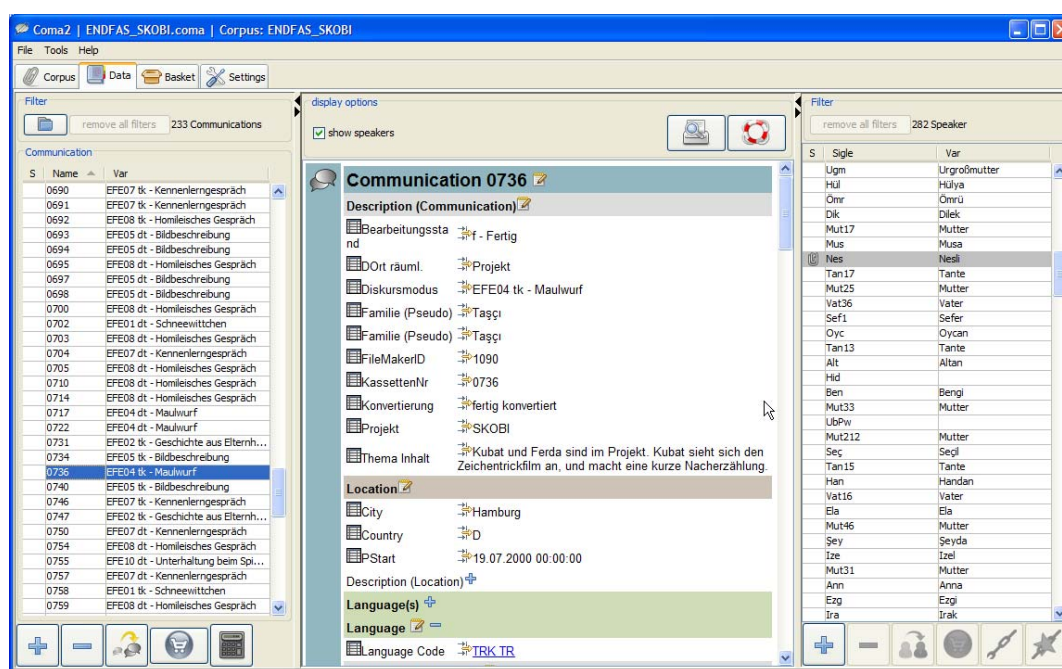 Coma2 | ENDFAS_SKOBI.coma | Corpus: ENDFAS_SKOBI
File Tools Help
Corpus Data Basket Settings
Filter
remove all filters 233 Communications
Communication
S Name Var
0690 EFE07 tk - Kennenlerngespräch
0691 EFE07 tk - Kennenlerngespräch
0692 EFE08 tk - Homileisches Gespräch
0693 EFE05 dt - Bildbeschreibung
0694 EFE05 dt - Bildbeschreibung
0695 EFE08 dt - Homileisches Gespräch
0697 EFE05 dt - Bildbeschreibung
0698 EFE05 dt - Bildbeschreibung
0700 EFE08 dt - Homileisches Gespräch
0702 EFE01 dt - Schneewittchen
0703 EFE08 dt - Homileisches Gespräch
0704 EFE07 dt - Kennenlerngespräch
0705 EFE08 dt - Homileisches Gespräch
0710 EFE08 dt - Homileisches Gespräch
0714 EFE08 dt - Homileisches Gespräch
0717 EFE04 dt - Maulwurf
0722 EFE04 dt - Maulwurf
0731 EFE02 tk - Geschichte aus Elternh...
0734 EFE05 tk - Bildbeschreibung
0736 EFE04 tk - Maulwurf
0740 EFE05 tk - Bildbeschreibung
0746 EFE07 tk - Kennenlerngespräch
0747 EFE02 tk - Geschichte aus Elternh...
0750 EFE07 dt - Kennenlerngespräch
0754 EFE08 dt - Homileisches Gespräch
0755 EFE10 dt - Unterhaltung beim Spi...
0757 EFE07 dt - Kennenlerngespräch
0758 EFE01 tk - Schneewittchen
0759 EFE08 dt - Homileisches Gespräch
display options
show speakers
Communication 0736
Description (Communication)
Bearbeitungssta f - Fertig
nd
DOrt räuml. Projekt
Diskursmodus EFE04 tk - Maulwurf
Familie (Pseudo) Taşçı
Familie (Pseudo) Taşçı
FileMakerID 1090
KassettenNr 0736
Konvertierung fertig konvertiert
Projekt SKOBI
Thema Inhalt Kubat und Ferda sind im Projekt. Kubat sieht sich den
Zeichentrickfilm an, und macht eine kurze Nacherzählung.
Location
City Hamburg
Country D
PStart 19.07.2000 00:00:00
Description (Location)
Language(s)
Language
Language Code TRK TR
Filter
remove all filters 282 Speaker
S Sigle Var
Ugm Urgroßmutter
Hül Hülya
Ömr Ömrü
Dik Dilek
Mut17 Mutter
Mus Musa
Nes Nesli
Tan17 Tante
Mut25 Mutter
Vat36 Vater
Sef1 Sefer
Oyc Oycan
Tan13 Tante
Alt Altan
Hid
Ben Bengi
Mut33 Mutter
UbPw
Mut212 Mutter
Seç Seçil
Tan15 Tante
Han Handan
Vat16 Vater
Ela Ela
Mut46 Mutter
Şey Şeyda
Ize Izel
Mut31 Mutter
Ann Anna
Ezg Ezgi
Ira Irak